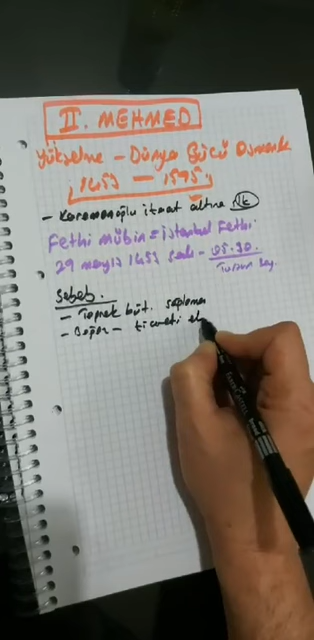 II. MEHMED
Yükselme - Dünya Gücü Osmanlı
1453 - 1595
- Karamanoğlu itaat altına
Fethi Mübin = İstanbul Fethi
29 mayıs 1453 salı - 05.30.
Sebeb.
- Toprak büt. sağlama
- Boğaz - ticareti